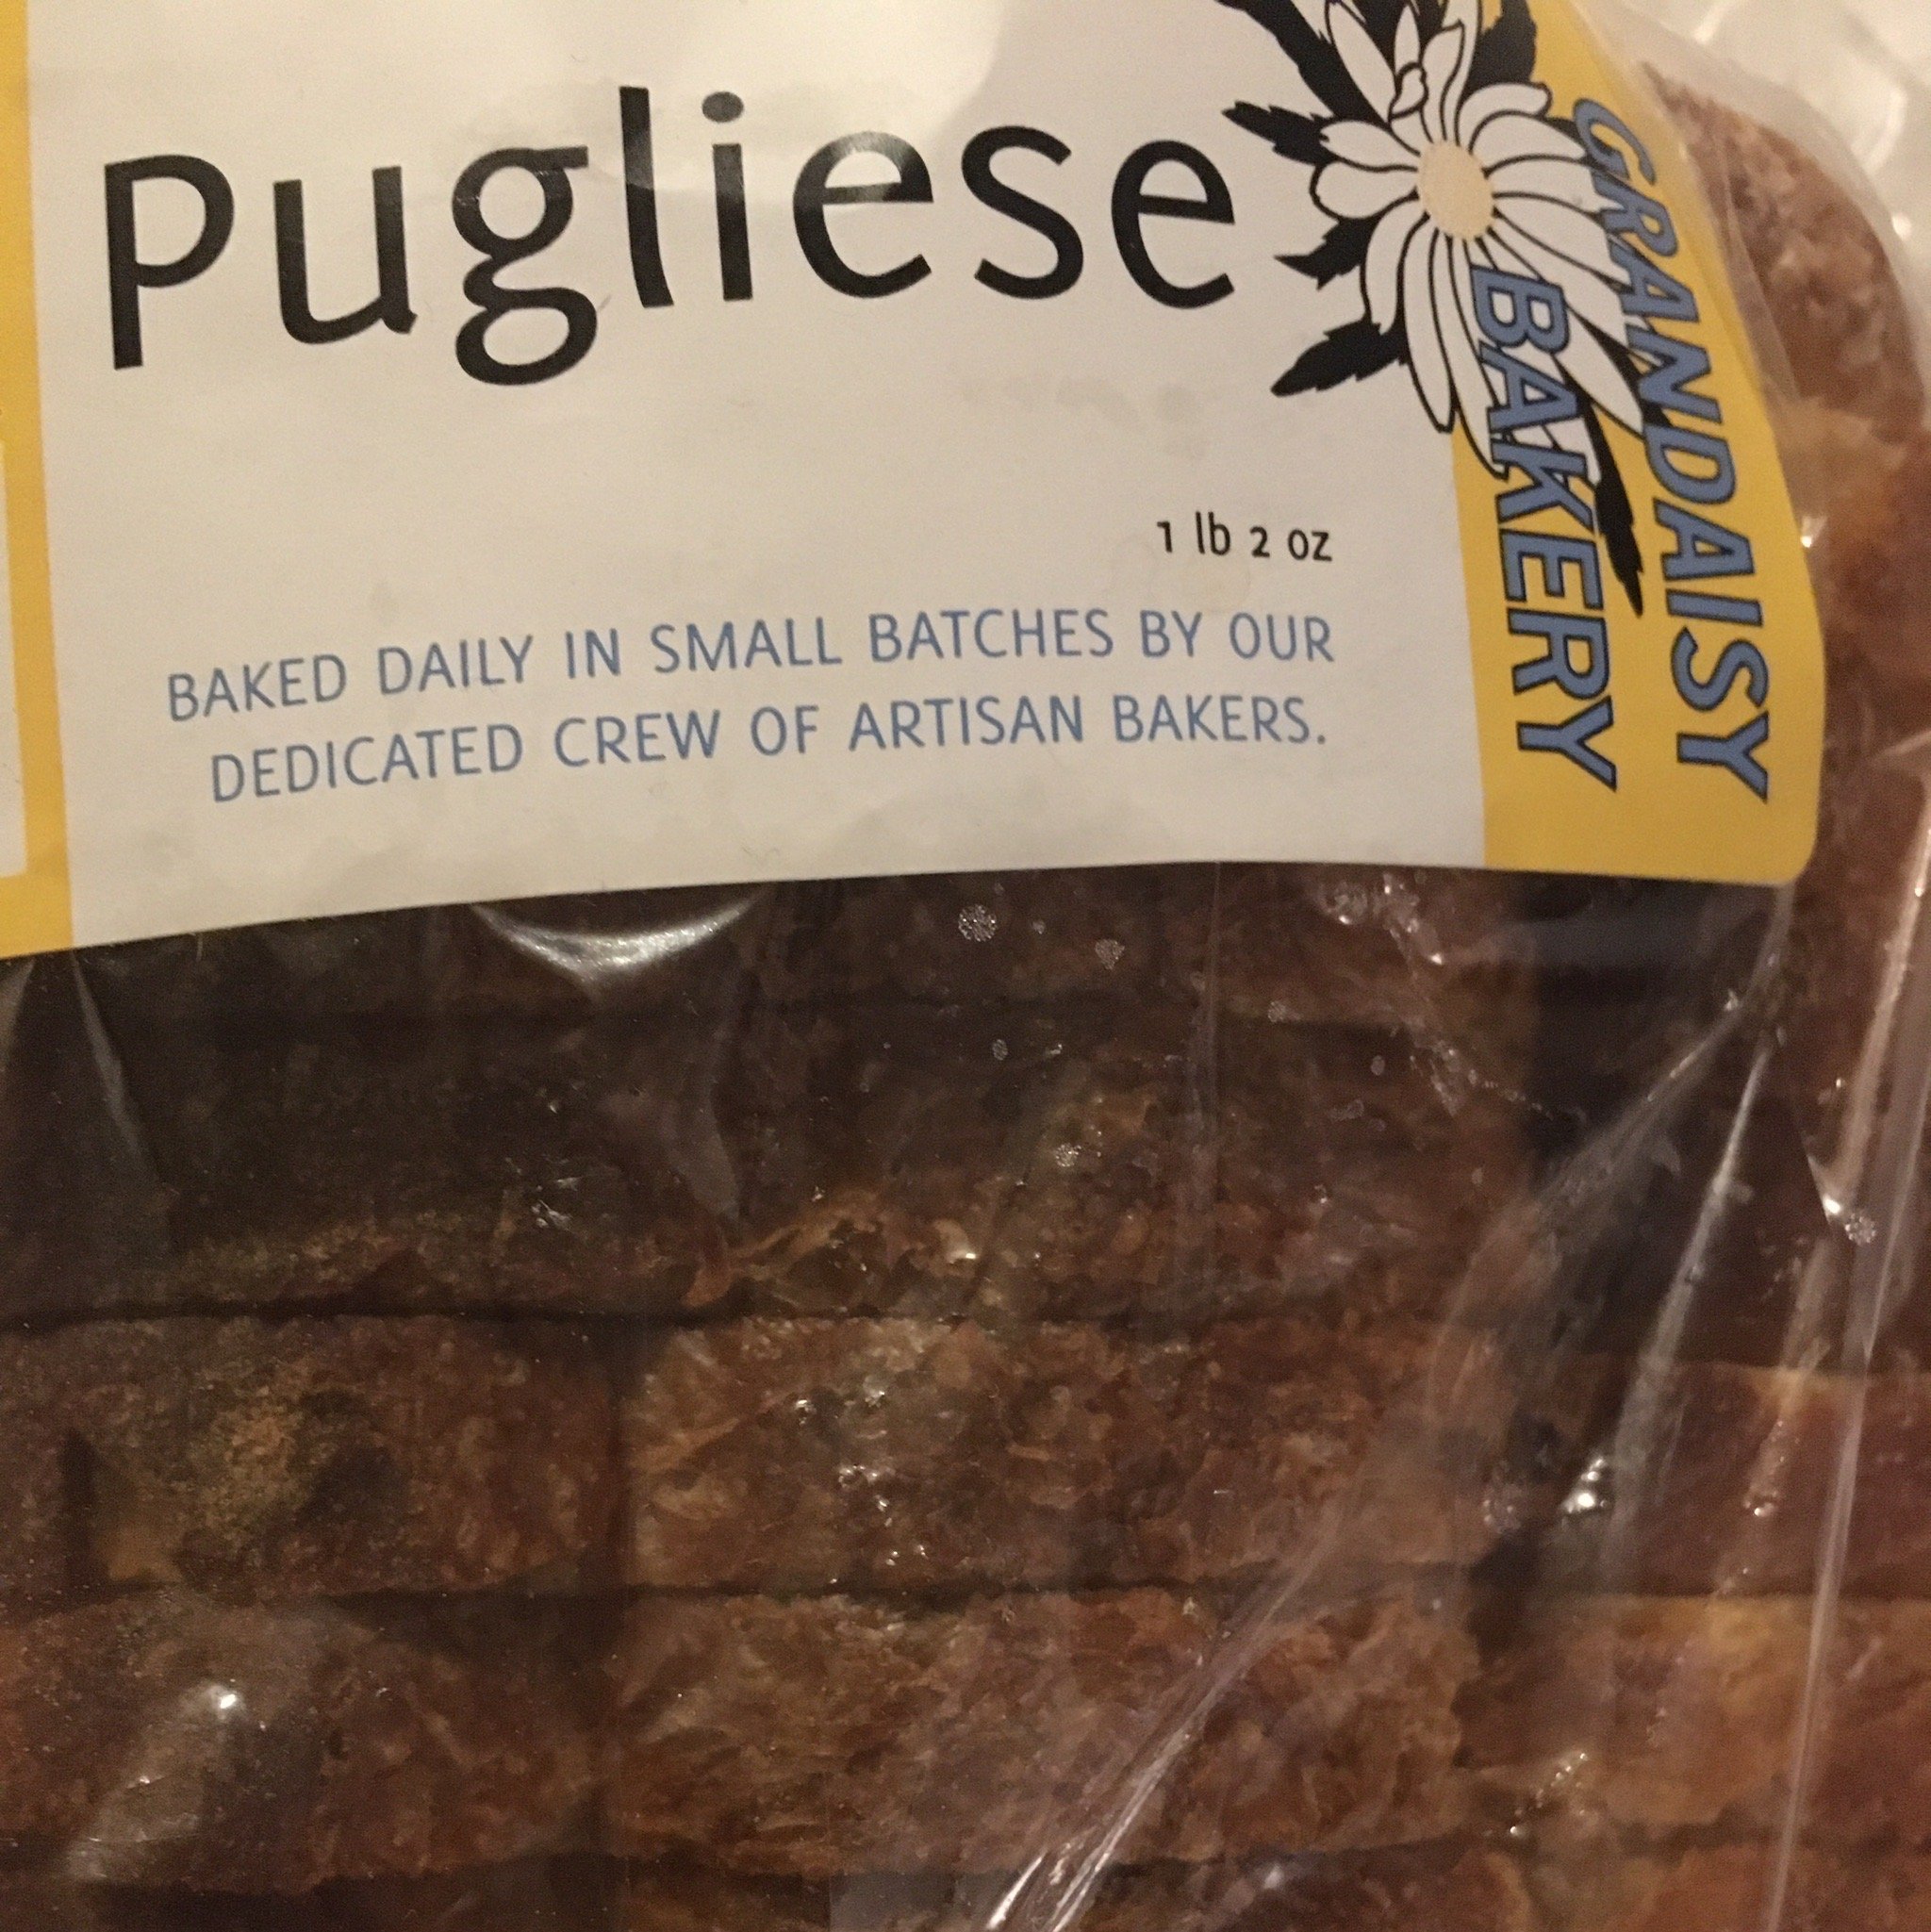 Pugliese
1 lb 2 oz
BAKED DAILY IN SMALL BATCHES BY OUR
DEDICATED CREW OF ARTISAN BAKERS.
GRANDAISY
BAKERY